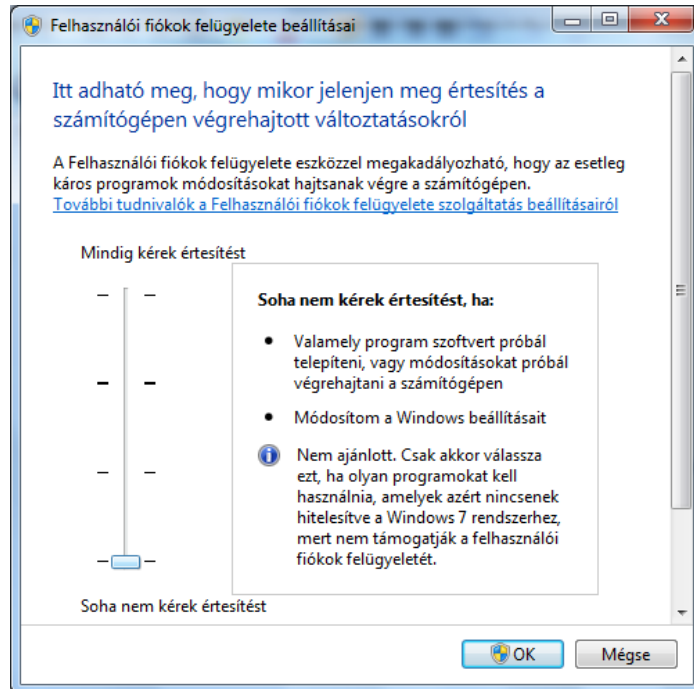 Felhasználói fiókok felügyelete beállításai
Itt adható meg, hogy mikor jelenjen meg értesítés a
számítógépen végrehajtott változtatásokról
A Felhasználói fiókok felügyelete eszközzel megakadályozható, hogy az esetleg
káros programok módosításokat hajtsanak végre a számítógépen.
További tudnivalók a Felhasználói fiókok felügyelete szolgáltatás beállításairól
Mindig kérek értesítést
Soha nem kérek értesítést, ha:
• Valamely program szoftvert próbál
telepíteni, vagy módosításokat próbál
végrehajtani a számítógépen
• Módosítom a Windows beállításait
Nem ajánlott. Csak akkor válassza
ezt, ha olyan programokat kell
használnia, amelyek azért nincsenek
hitelesítve a Windows 7 rendszerhez,
mert nem támogatják a felhasználói
fiókok felügyeletét.
Soha nem kérek értesítést
OK
Mégse